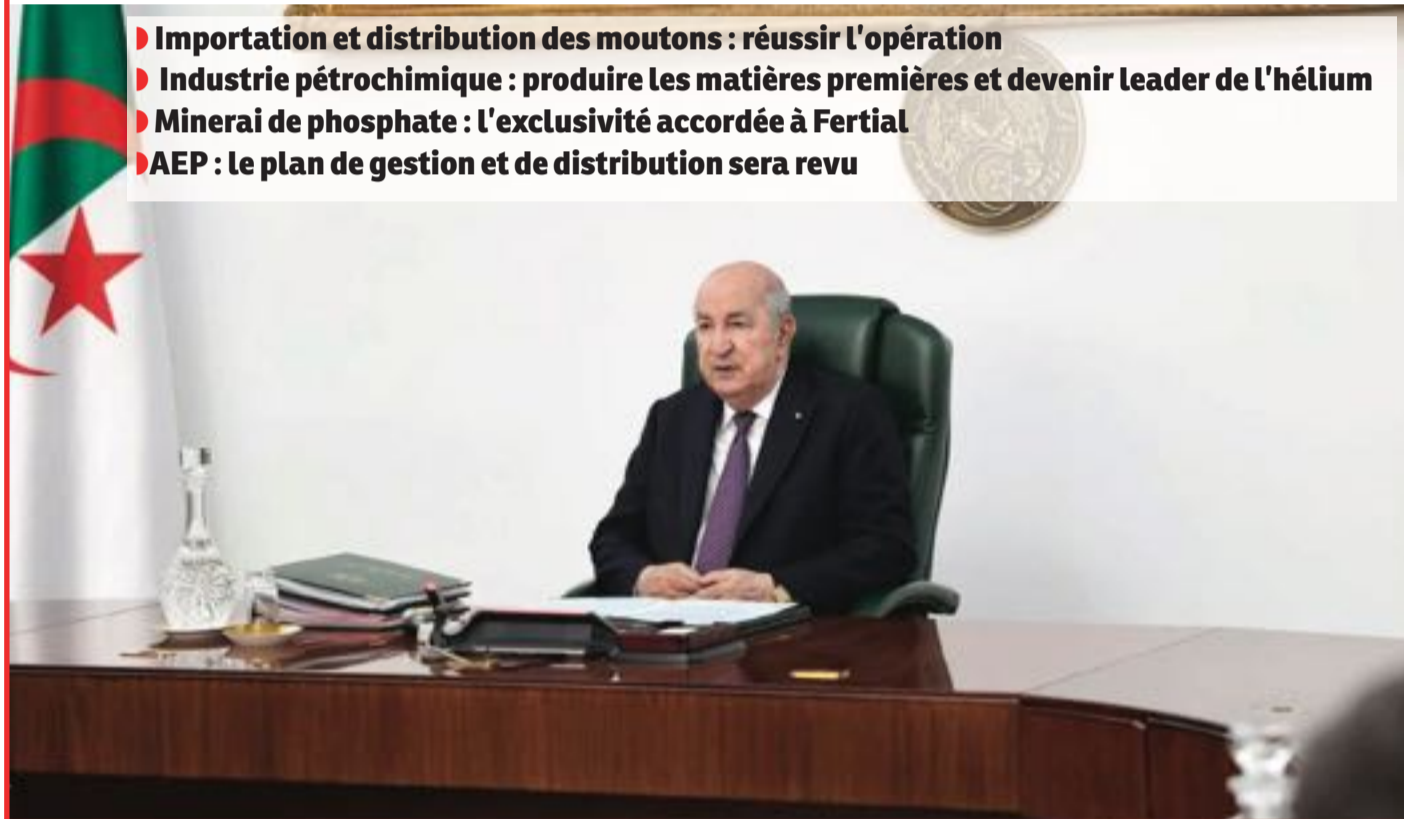 Importation et distribution des moutons : réussir l'opération
Industrie pétrochimique : produire les matières premières et devenir leader de l'hélium
Minerai de phosphate : l'exclusivité accordée à Fertial
AEP : le plan de gestion et de distribution sera revu